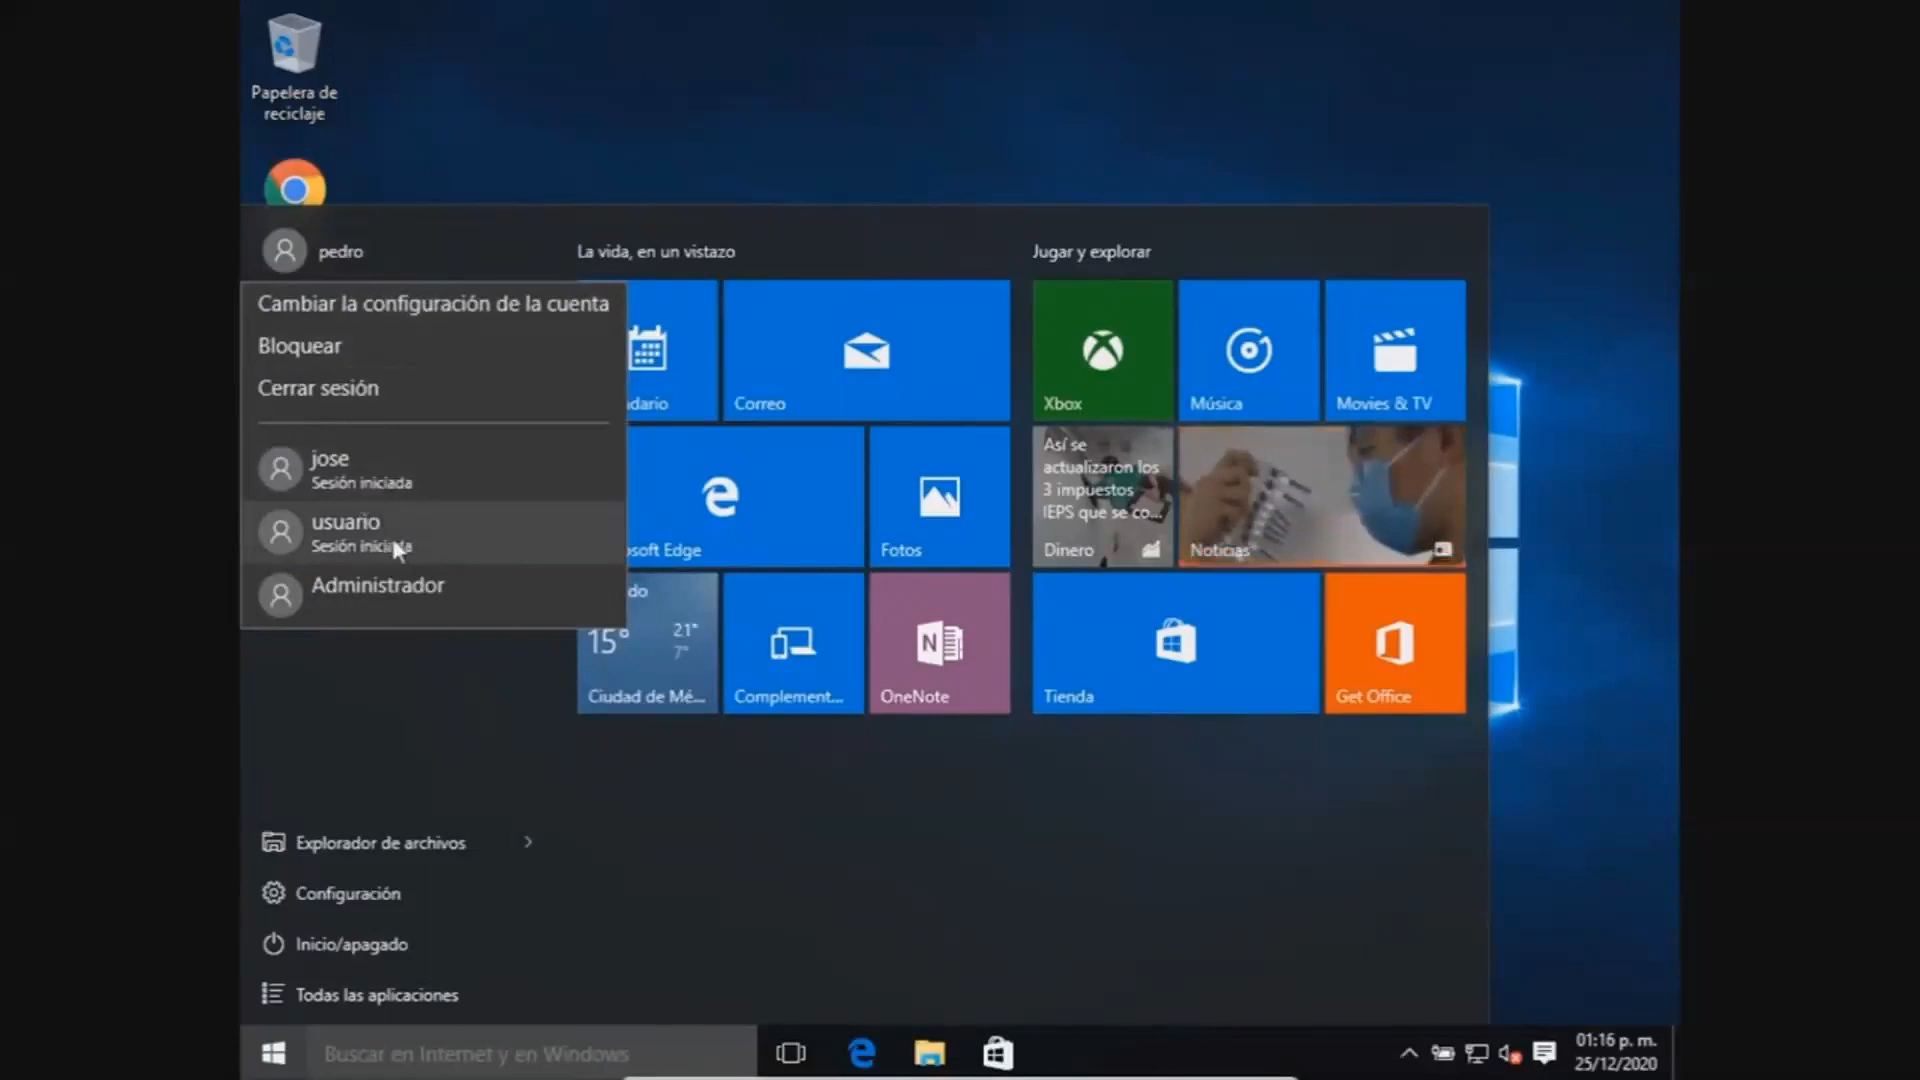 Papelera de
reciclaje
pedro
Cambiar la configuración de la cuenta
Bloquear
Cerrar sesión
jose
Sesión iniciada
usuario
Sesión iniciada
Administrador
La vida, en un vistazo
dario
Correo
soft Edge
Fotos
do
15°
21°
7°
Ciudad de Mé...
Complement...
OneNote
Jugar y explorar
Xbox
Música
Movies & TV
Así se
actualizaron los
3 impuestos
IEPS que se co...
Dinero
Noticias
Tienda
Get Office
Explorador de archivos
Configuración
Inicio/apagado
Todas las aplicaciones
Buscar en Internet y en Windows
01:16 p. m.
25/12/2020